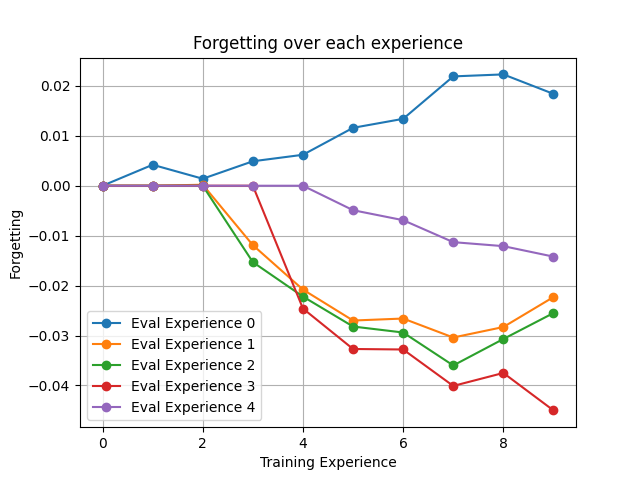 Forgetting over each experience
0.02
0.01
0.00
−0.01
−0.02
−0.03
−0.04
Forgetting
Eval Experience 0
Eval Experience 1
Eval Experience 2
Eval Experience 3
Eval Experience 4
0 2 4 6 8
Training Experience